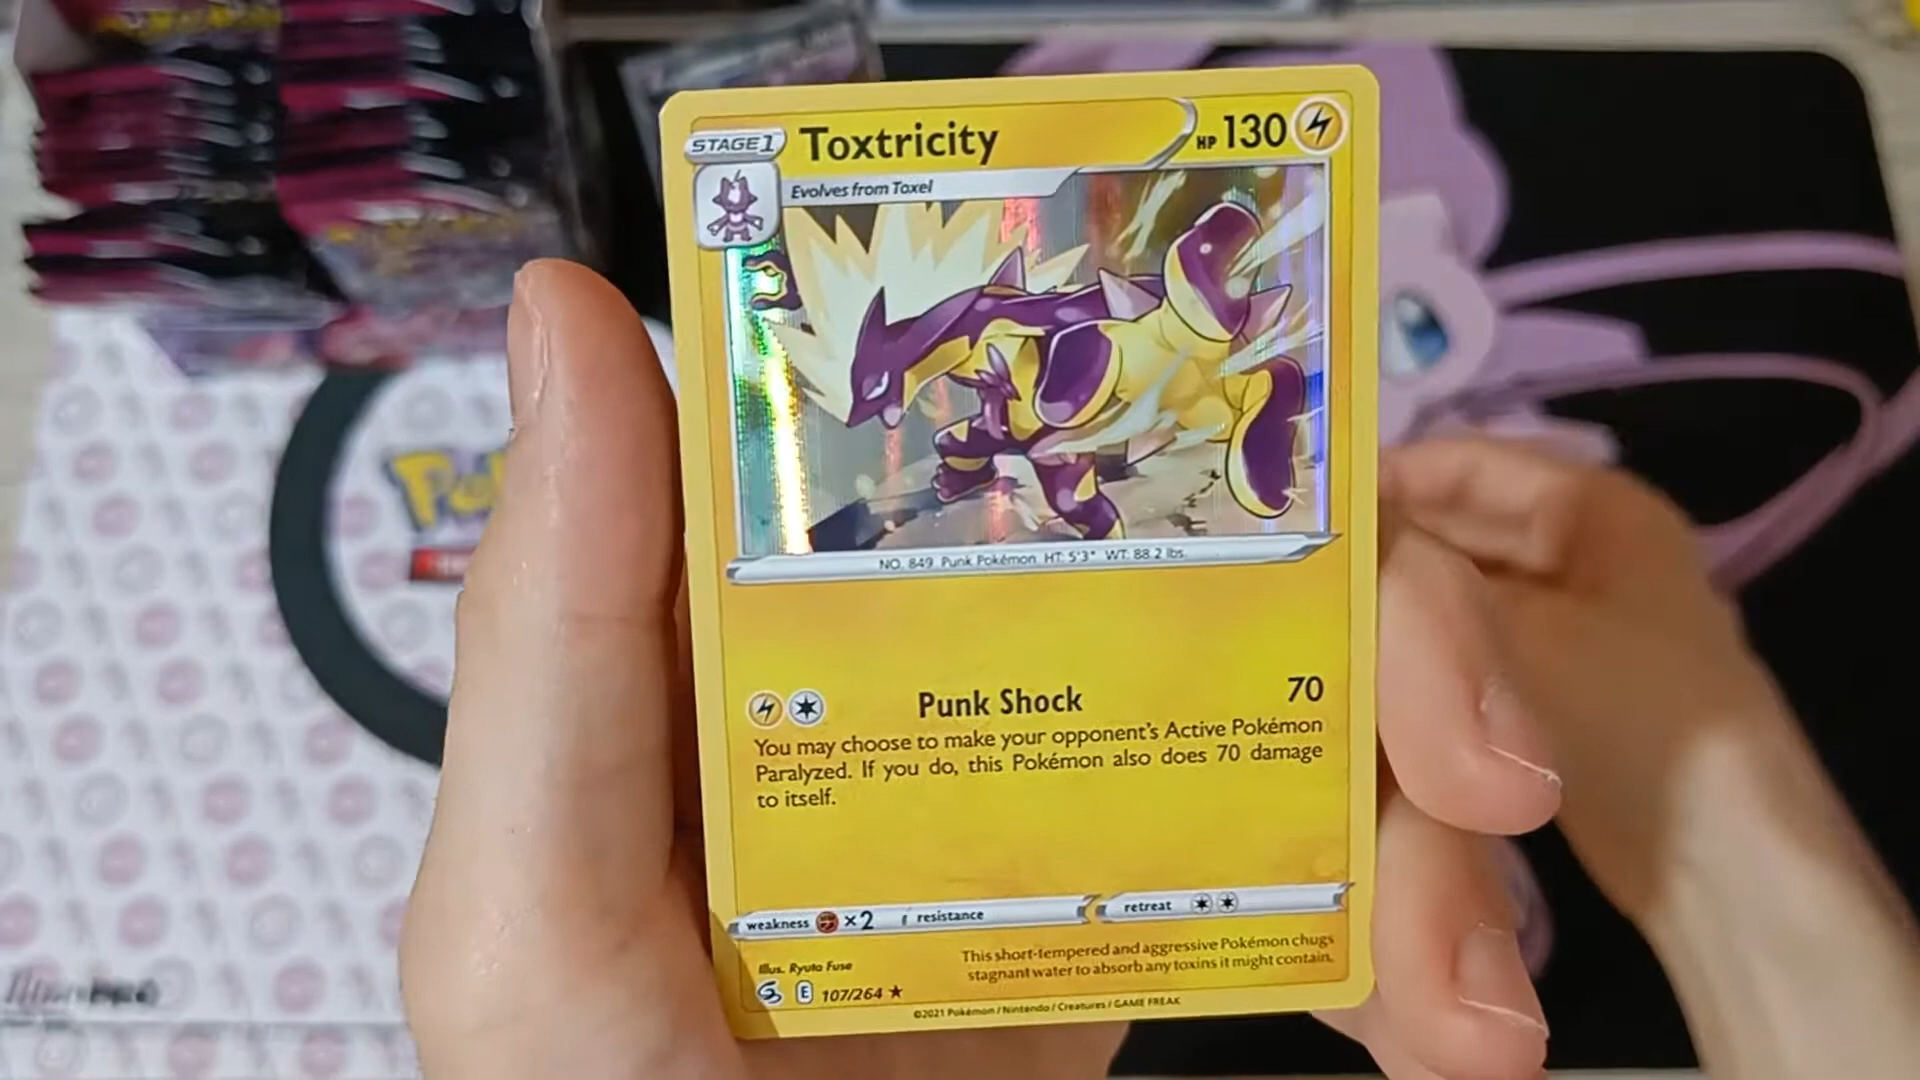 STAGE 1 Toxtricity HP 130
Evolves from Toxel
NO. 849 Punk Pokémon HT: 5'3" WT: 88.2 lbs.
Punk Shock 70
You may choose to make your opponent's Active Pokémon
Paralyzed. If you do, this Pokémon also does 70 damage
to itself.
weakness ×2 resistance retreat
This short-tempered and aggressive Pokémon chugs
stagnant water to absorb any toxins it might contain.
Illus. Ryuta Fuse
E 107/264 ★
©2021 Pokémon / Nintendo / Creatures / GAME FREAK